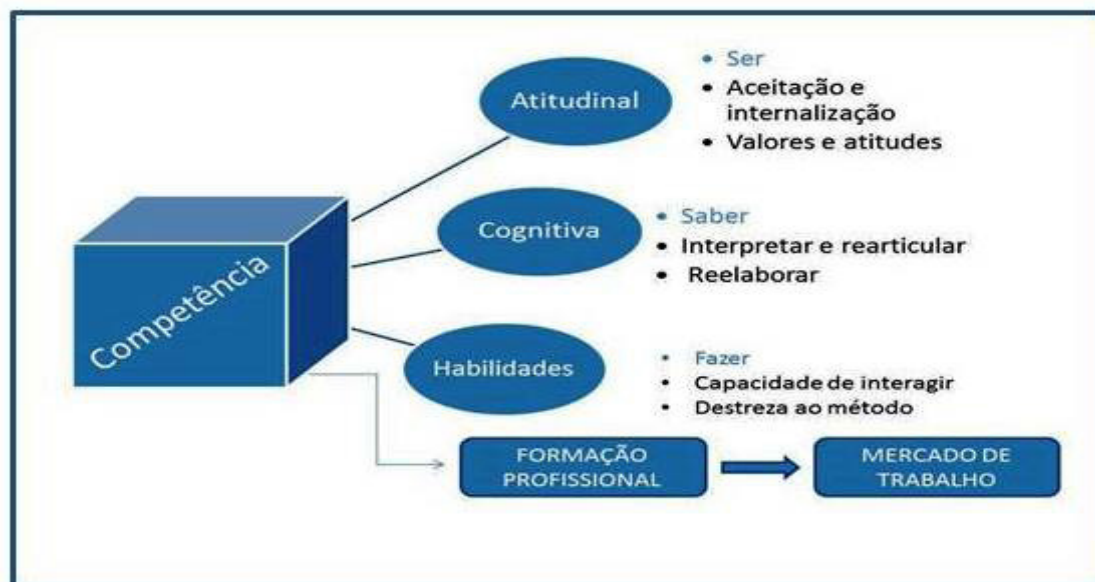 Competência
Atitudinal
• Ser
• Aceitação e
internalização
• Valores e atitudes
Cognitiva
• Saber
• Interpretar e rearticular
• Reelaborar
Habilidades
• Fazer
• Capacidade de interagir
• Destreza ao método
FORMAÇÃO
PROFISSIONAL
MERCADO DE
TRABALHO